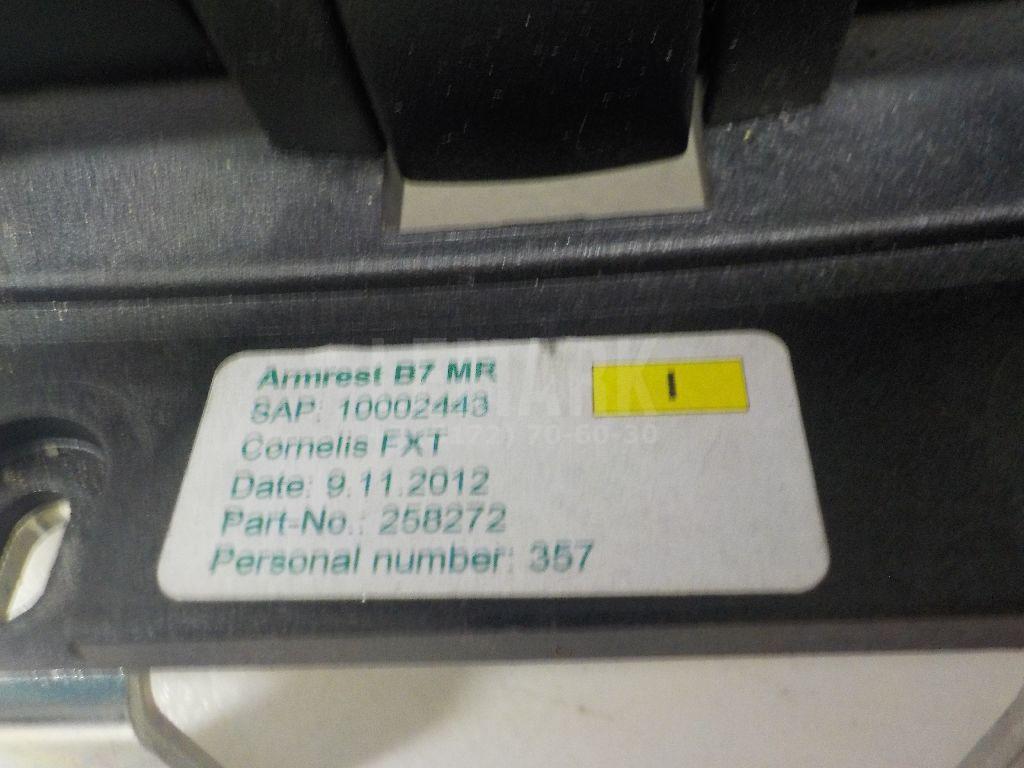 Armrest B7 MR
I
SAP: 10002443
Cornelis FXT
Date: 9.11.2012
Part-No.: 258272
Personal number: 357